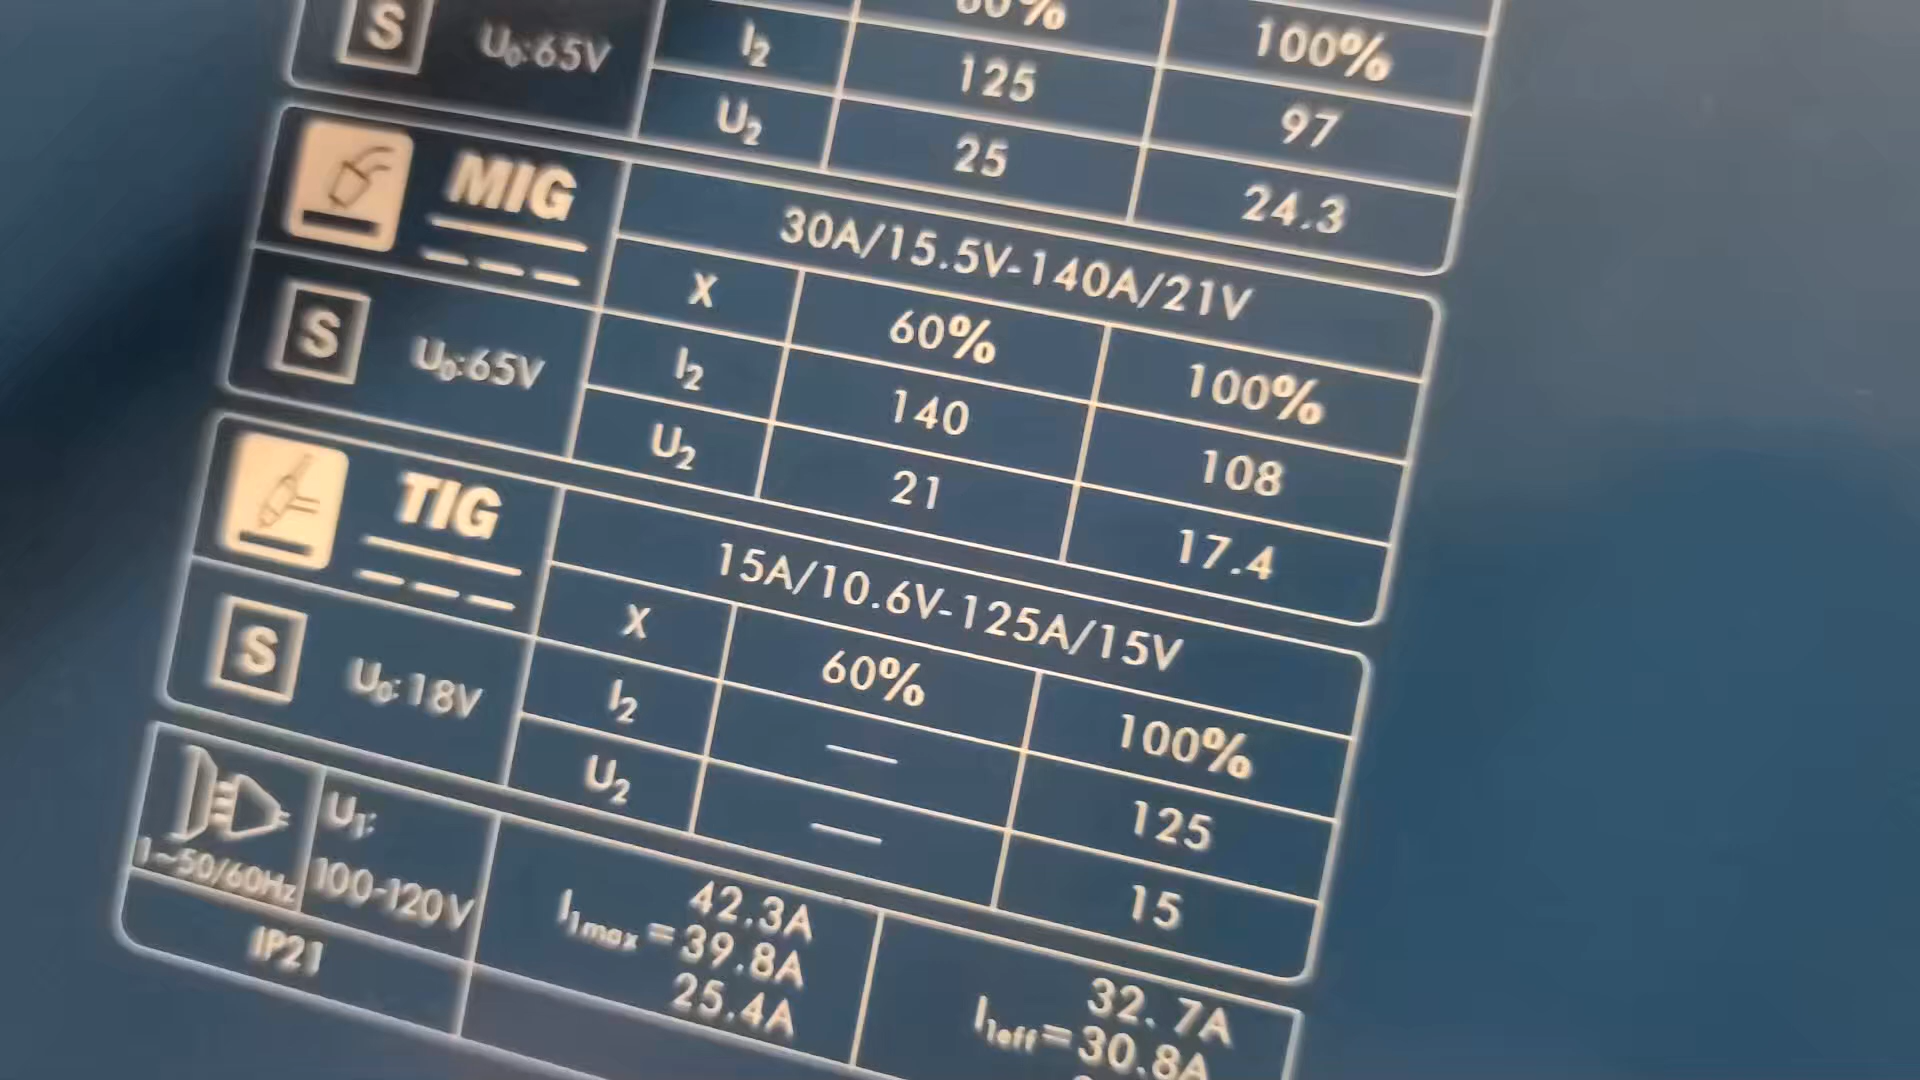 60% 100%
S U₀:65V I₂ 125 97
U₂ 25 24.3
MIG 30A/15.5V-140A/21V
X 60% 100%
S U₀:65V I₂ 140 108
U₂ 21 17.4
TIG 15A/10.6V-125A/15V
X 60% 100%
S U₀:18V I₂ — 125
U₂ — 15
U₁:
1~50/60Hz 100-120V
42.3A
I₁max =39.8A
25.4A
32.7A
I₁eff=30.8A
IP21